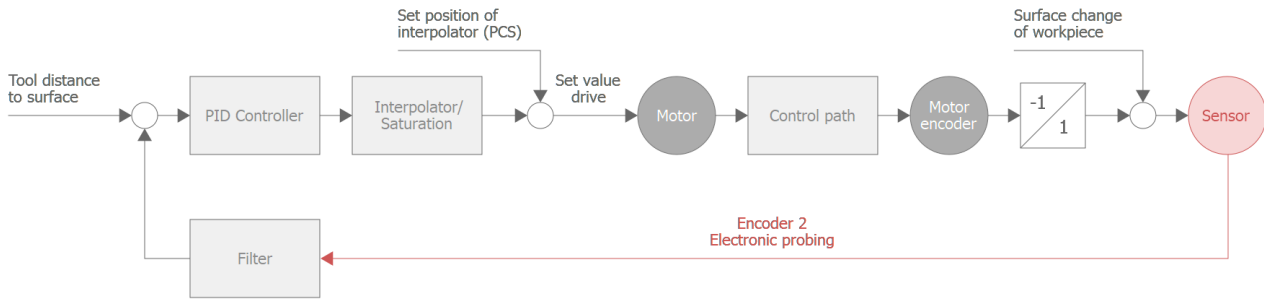 Set position of
interpolator (PCS)
Surface change
of workpiece
Tool distance
to surface
Set value
drive
PID Controller
Interpolator/
Saturation
Motor
Control path
Motor
encoder
-1
1
Sensor
Encoder 2
Electronic probing
Filter